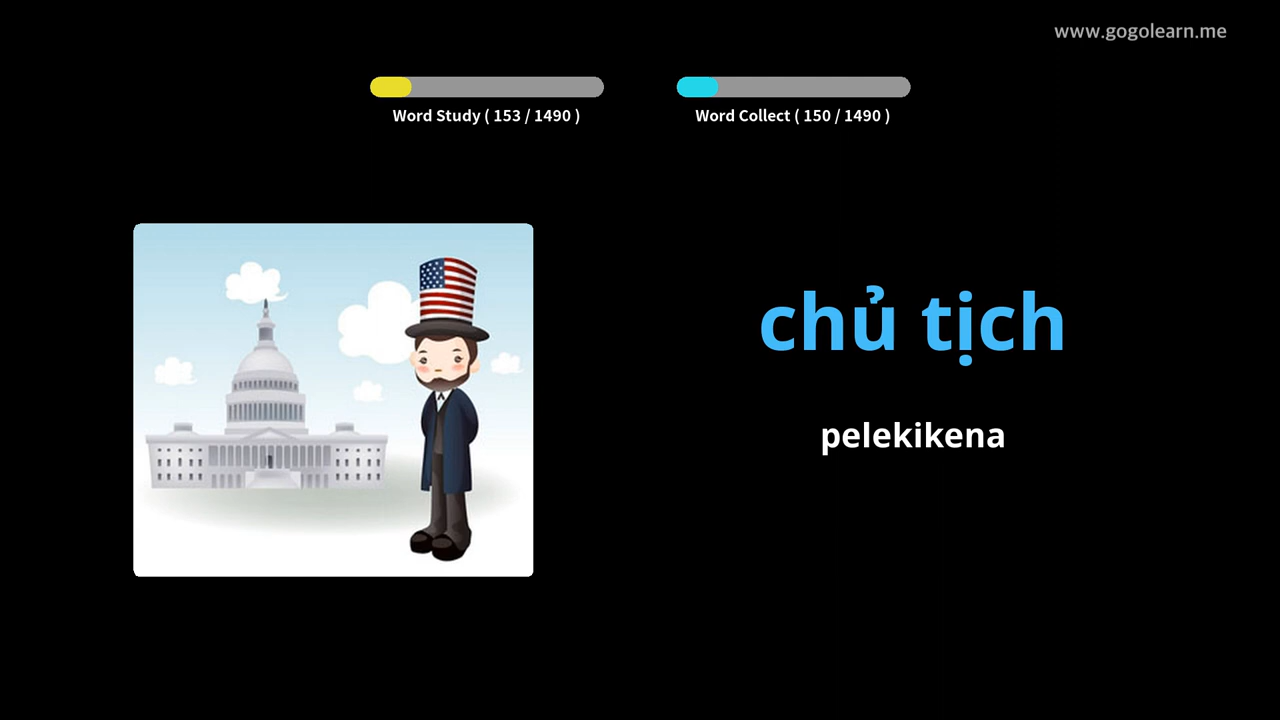 www.gogolearn.me
Word Study ( 153 / 1490 )
Word Collect ( 150 / 1490 )
chủ tịch
pelekikena